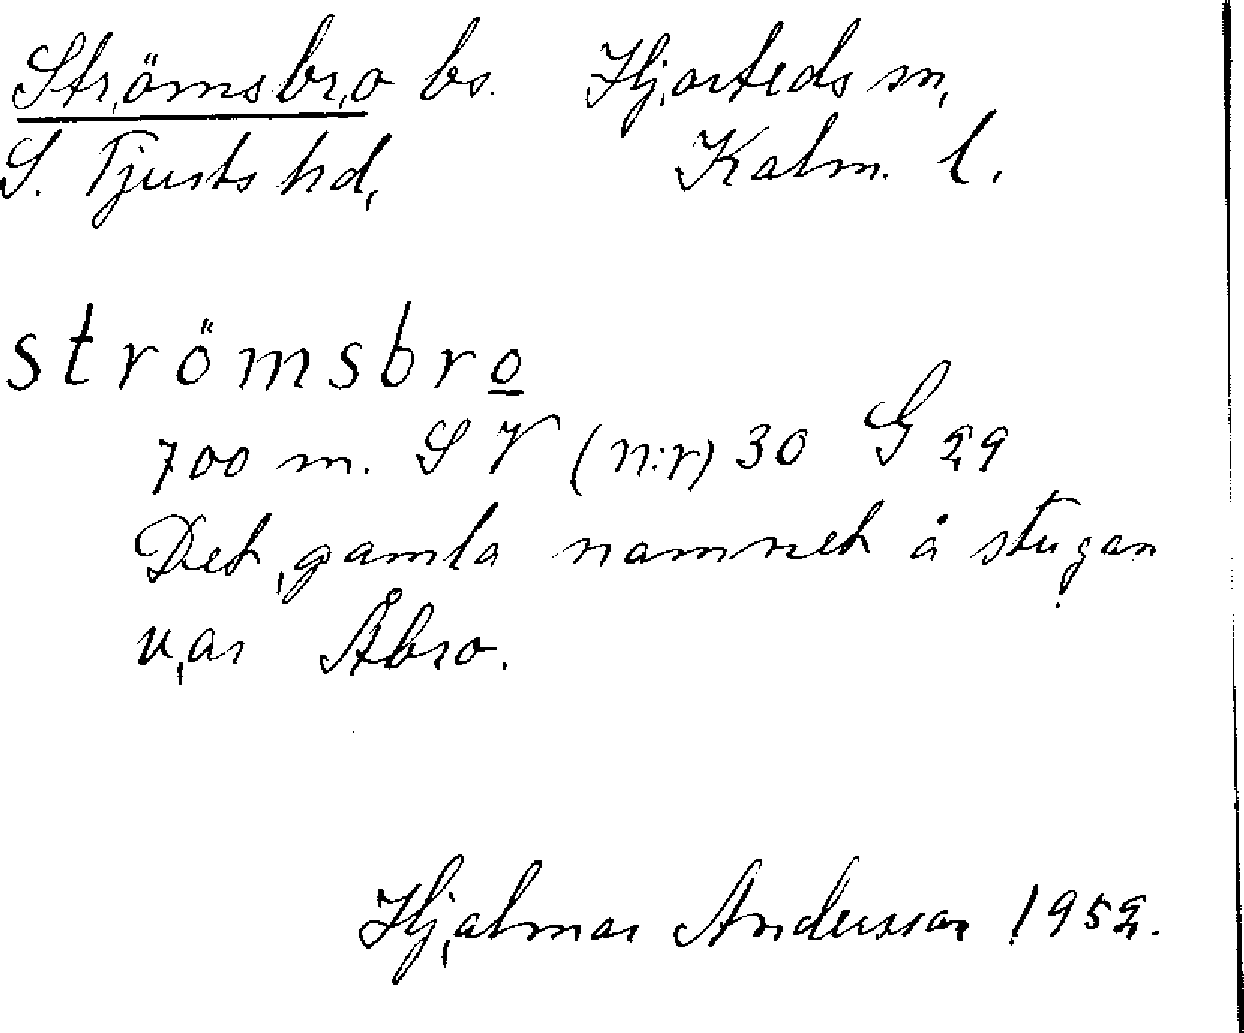 Strömsbro bs. Hjorteds sn,
S. Tjusts hd, Kalm. l.
strömsbro
700 m. SV (n:r) 30 G 29
Det gamla namnet å stugan
var Åbro.
Hjalmar Andersson 1952.